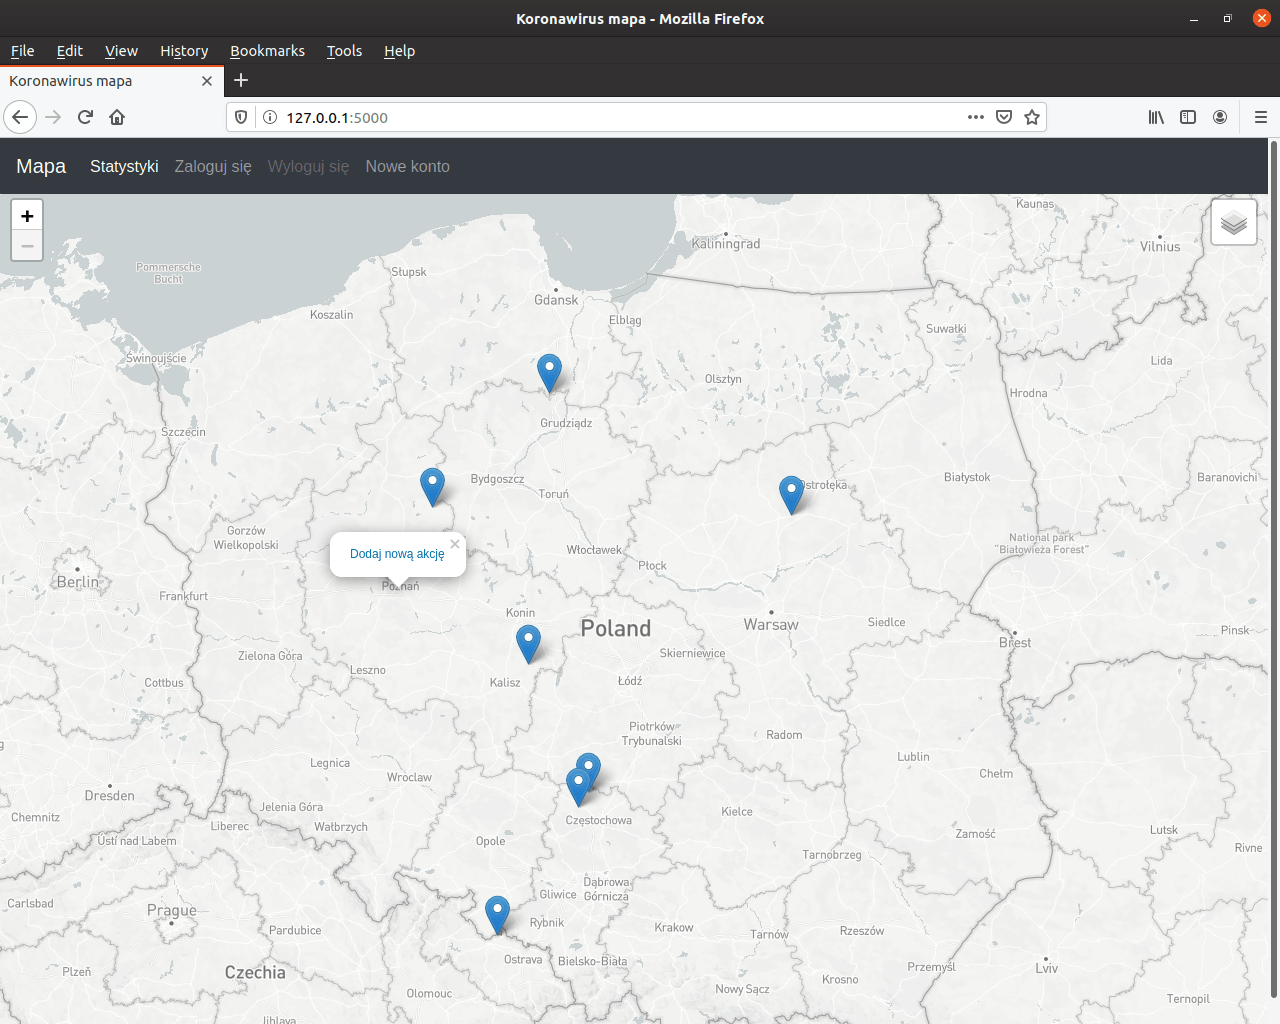 Koronawirus mapa - Mozilla Firefox
File Edit View History Bookmarks Tools Help
Koronawirus mapa
127.0.0.1:5000
Mapa Statystyki Zaloguj się Wyloguj się Nowe konto
+
−
Kaunas
Kaliningrad
Vilnius
Pommersche
Bucht
Słupsk
Gdansk
Koszalin
Elbląg
Suwałki
Świnoujście
Lida
Olsztyn
Hrodna
Grudziądz
Szczecin
Bydgoszcz
Białystok
Baranovichi
Ostrołęka
Toruń
Gorzów
Wielkopolski
National park
"Białowieża Forest"
Dodaj nową akcję
×
Włocławek
Płock
Berlin
Poznań
Frankfurt
Konin
Poland
Warsaw
Siedlce
Pinsk
Brest
Skierniewice
Zielona Góra
Leszno
Kalisz
Łódź
Cottbus
Piotrków
Trybunalski
Radom
Lublin
Legnica
Wroclaw
Chełm
Dresden
Jelenia Góra
Kielce
Chemnitz
Liberec
Wałbrzych
Częstochowa
Zamość
Lutsk
Ústí nad Labem
Opole
Rivne
Tarnobrzeg
Dąbrowa
Górnicza
Gliwice
Carlsbad
Prague
Rybnik
Krakow
Pardubice
Tarnów
Rzeszów
Ostrava
Bielsko-Biała
Plzeň
Czechia
Przemyśl
Lviv
Krosno
Olomouc
Nowy Sącz
Ternopil
Jihlava